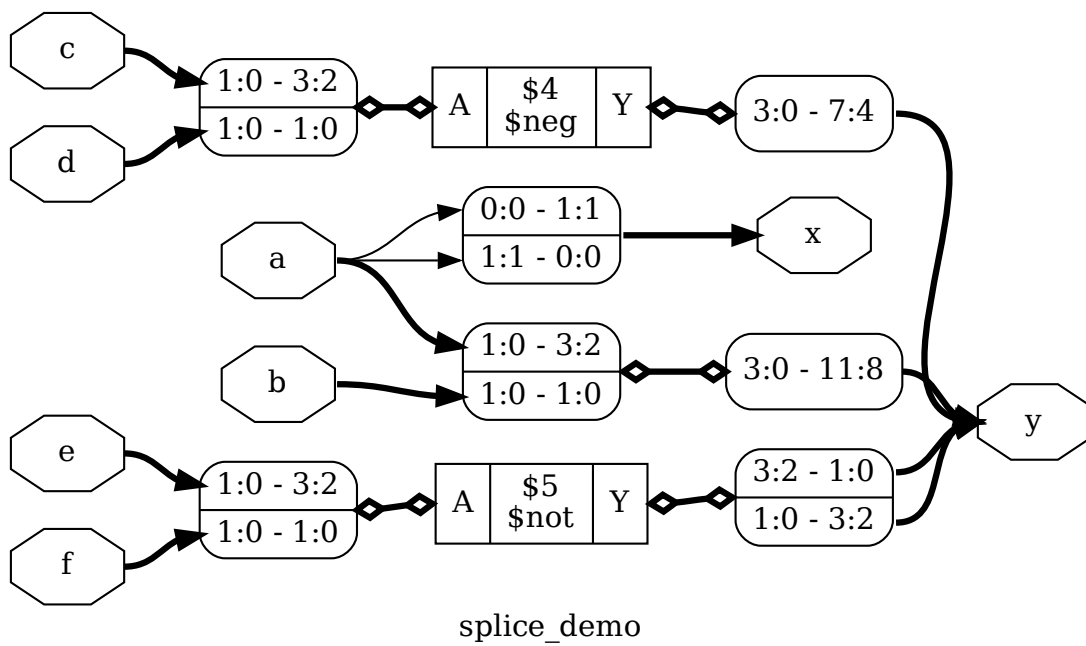 c
d
1:0 - 3:2
1:0 - 1:0
A
$4
$neg
Y
3:0 - 7:4
a
0:0 - 1:1
1:1 - 0:0
x
b
1:0 - 3:2
1:0 - 1:0
3:0 - 11:8
y
e
f
1:0 - 3:2
1:0 - 1:0
A
$5
$not
Y
3:2 - 1:0
1:0 - 3:2
splice_demo